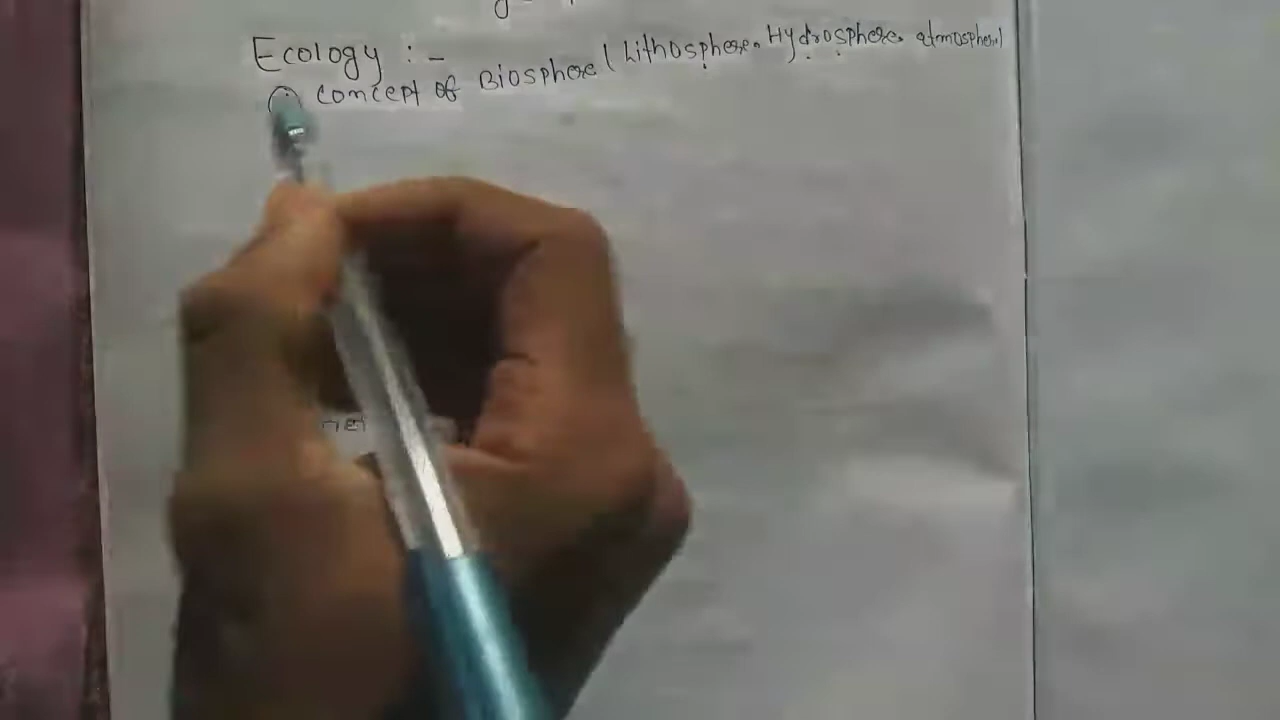 Ecology : -
concept of Biosphere ( Lithosphere, Hydrosphere, atmosphere)